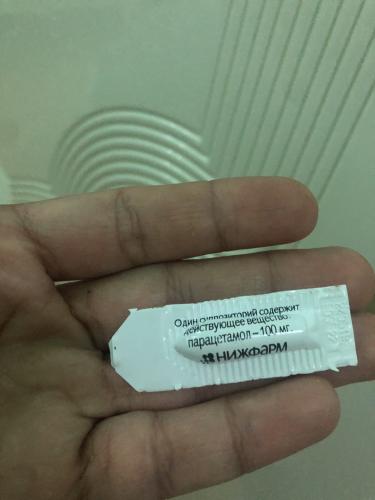 Один суппозиторий содержит
действующее вещество:
парацетамол – 100 мг.
НИЖФАРМ